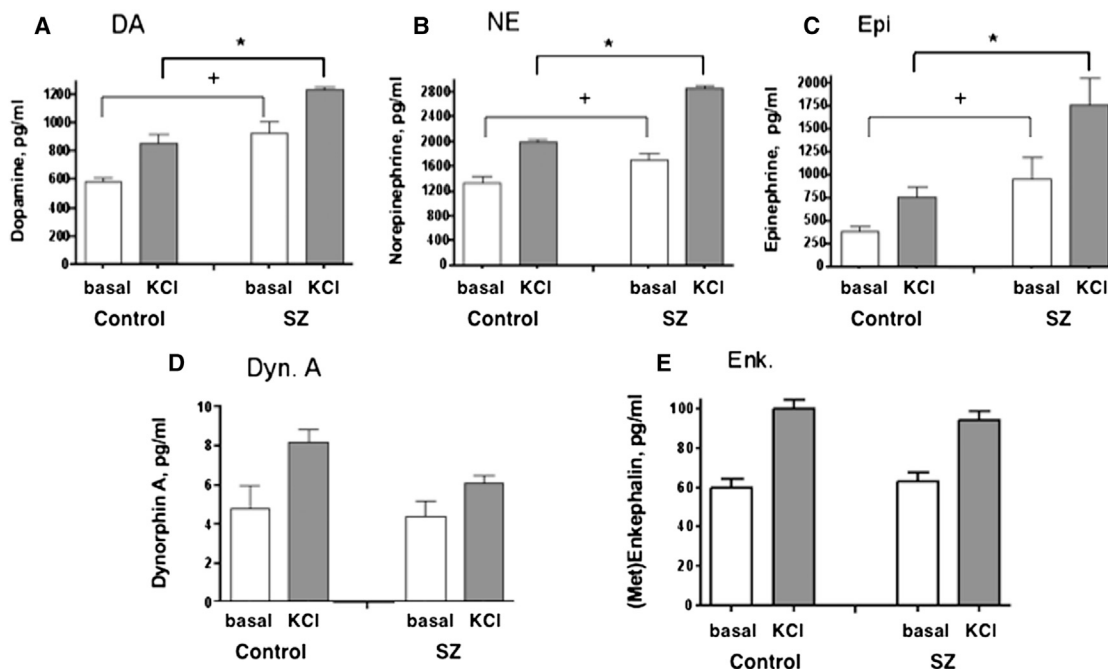 A DA
Dopamine, pg/ml
1200
1000
800
600
400
200
0
+
*
basal KCl basal KCl
Control SZ
B NE
Norepinephrine, pg/ml
2800
2400
2000
1600
1200
800
400
0
+
*
basal KCl basal KCl
Control SZ
C Epi
Epinephrine, pg/ml
2000
1750
1500
1250
1000
750
500
250
0
+
*
basal KCl basal KCl
Control SZ
D Dyn. A
Dynorphin A, pg/ml
10
8
6
4
2
0
basal KCl basal KCl
Control SZ
E Enk.
(Met)Enkephalin, pg/ml
100
80
60
40
20
0
basal KCl basal KCl
Control SZ